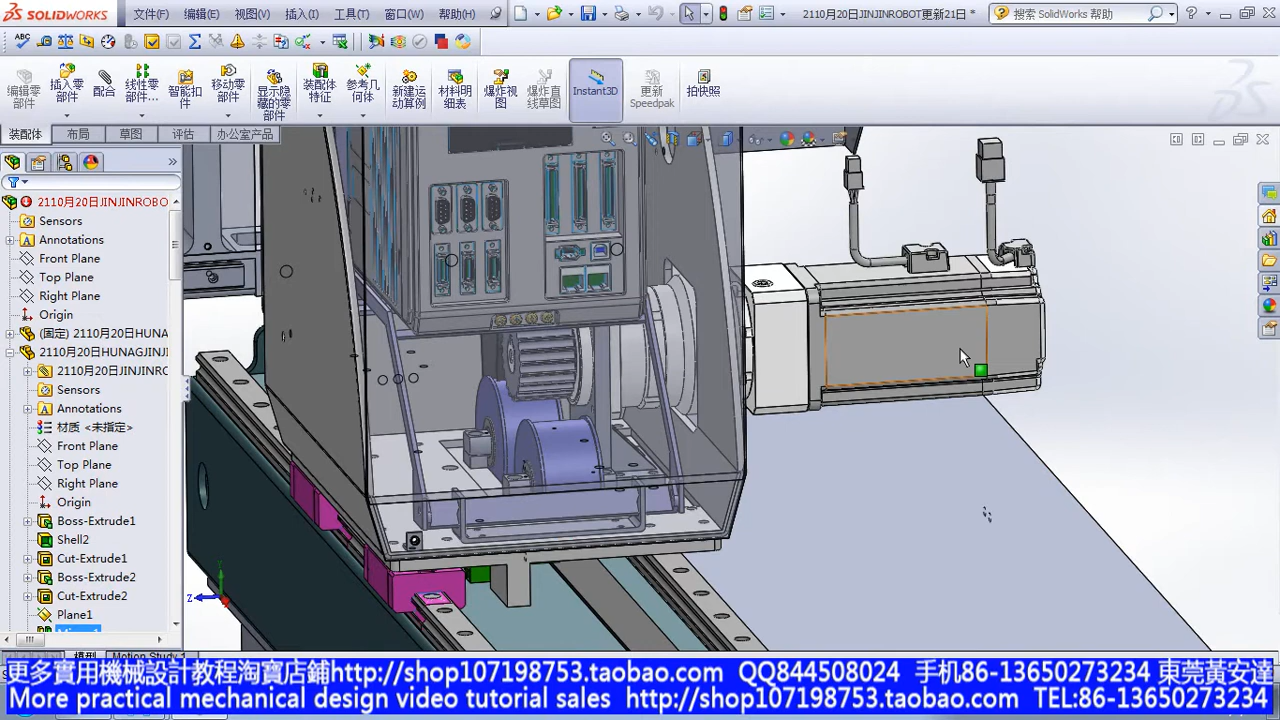 SOLIDWORKS 文件(F) 编辑(E) 视图(V) 插入(I) 工具(T) 窗口(W) 帮助(H) 2110月20日JINJINROBOT更新21日 * 搜索 SolidWorks 帮助
编辑零部件 插入零部件 配合 线性零部件... 智能扣件 移动零部件 显示隐藏的零部件 装配体特征 参考几何体 新建运动算例 材料明细表 爆炸视图 爆炸直线草图 Instant3D 更新 Speedpak 拍快照
装配体 布局 草图 评估 办公室产品
2110月20日JINJINROBO
Sensors
Annotations
Front Plane
Top Plane
Right Plane
Origin
(固定) 2110月20日HUNA
2110月20日HUNAGJINJI
2110月20日JINJINRC
Sensors
Annotations
材质 <未指定>
Front Plane
Top Plane
Right Plane
Origin
Boss-Extrude1
Shell2
Cut-Extrude1
Boss-Extrude2
Cut-Extrude2
Plane1
模型 Motion Study 1
Y
Z
更多實用機械設計教程淘寶店鋪http://shop107198753.taobao.com QQ844508024 手机86-13650273234 東莞黃安達
More practical mechanical design video tutorial sales http://shop107198753.taobao.com TEL:86-13650273234